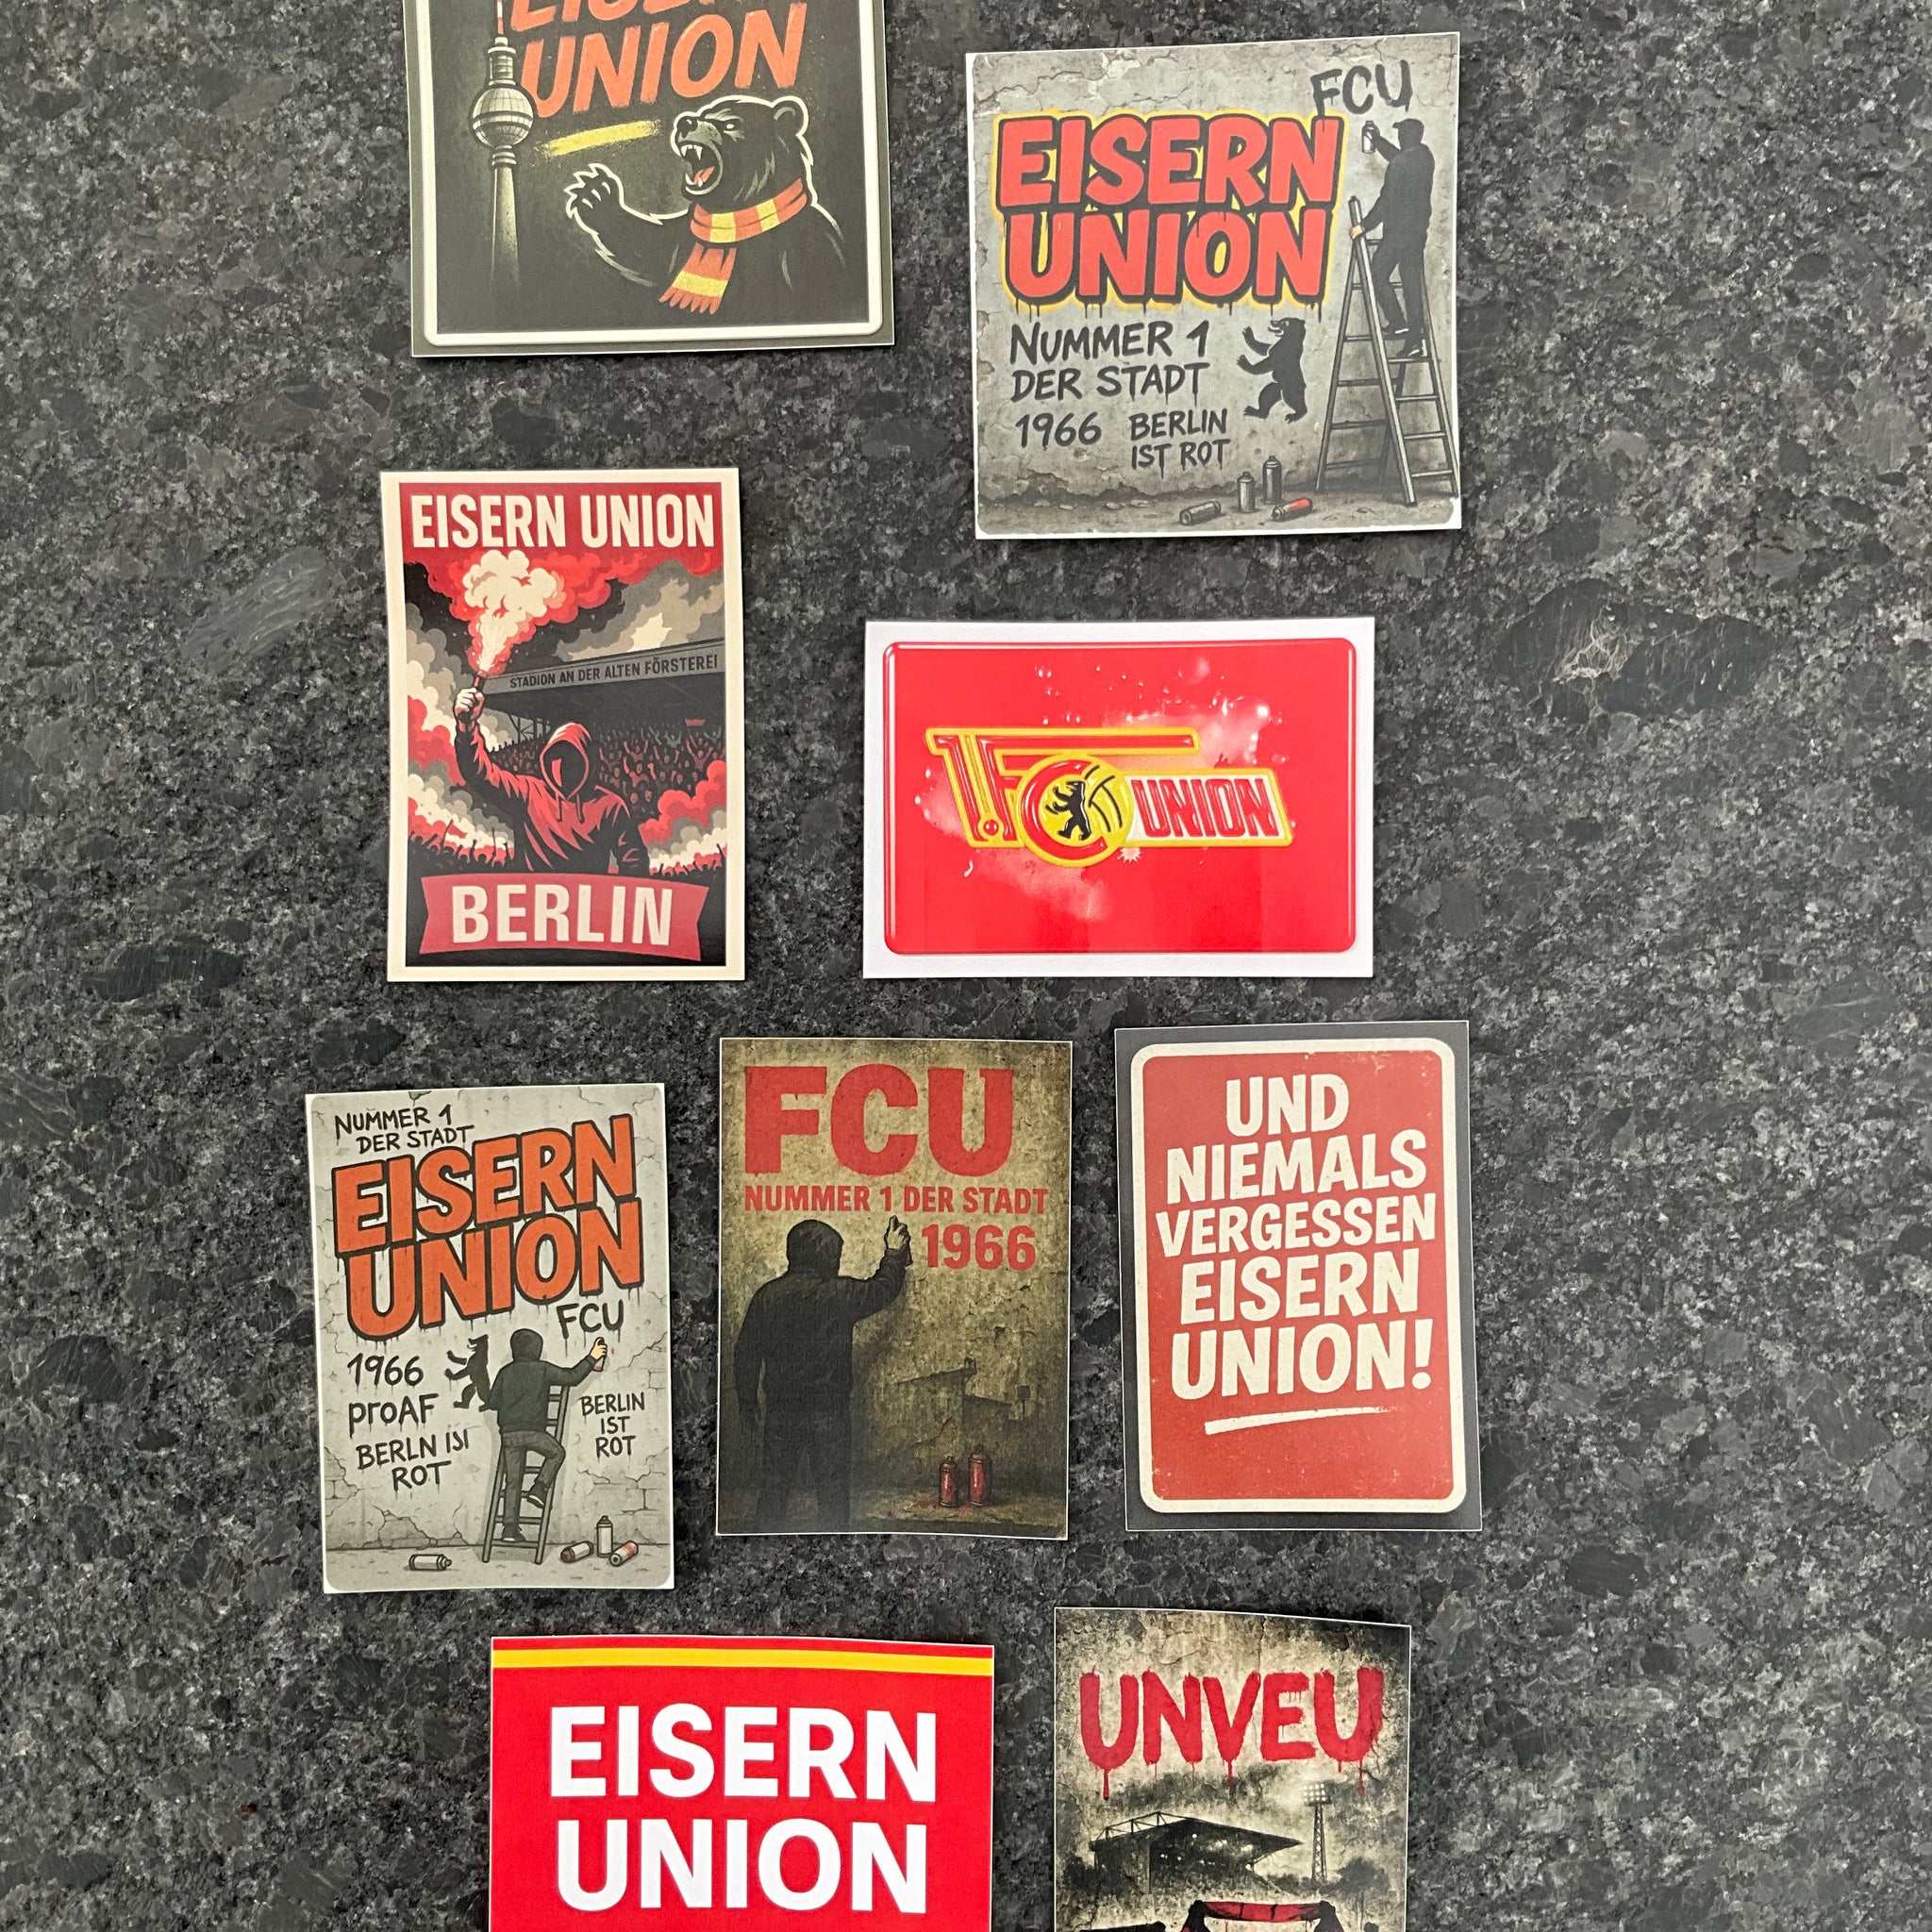 EISERN
UNION
FCU
EISERN
UNION
NUMMER 1
DER STADT
1966
BERLIN
IST ROT
EISERN UNION
STADION AN DER ALTEN FÖRSTEREI
BERLIN
1.FC UNION
NUMMER 1
DER STADT
EISERN
UNION
FCU
1966
proAF
BERLN ISI
ROT
BERLIN
IST
ROT
FCU
NUMMER 1 DER STADT
1966
UND
NIEMALS
VERGESSEN
EISERN
UNION!
EISERN
UNION
UNVEU